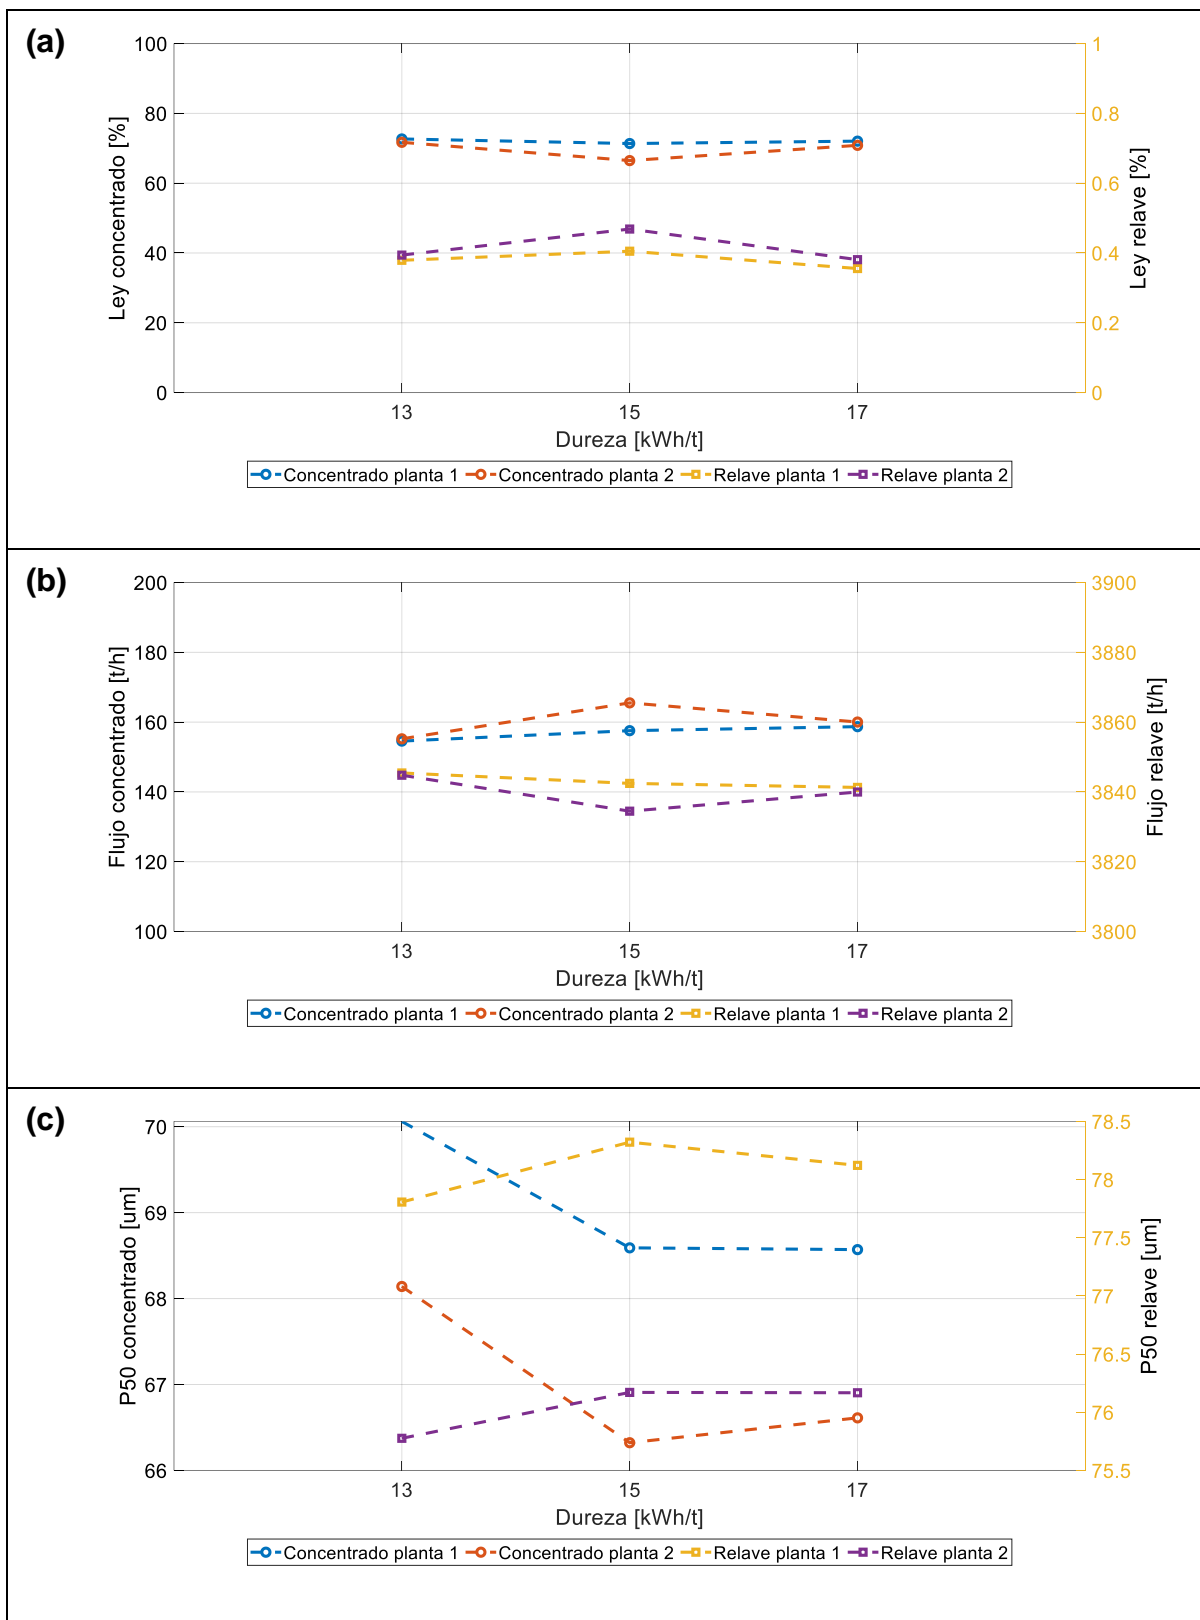 (a)
100
80
60
40
20
0
Ley concentrado [%]
1
0.8
0.6
0.4
0.2
0
Ley relave [%]
13 15 17
Dureza [kWh/t]
Concentrado planta 1 Concentrado planta 2 Relave planta 1 Relave planta 2
(b)
200
180
160
140
120
100
Flujo concentrado [t/h]
3900
3880
3860
3840
3820
3800
Flujo relave [t/h]
13 15 17
Dureza [kWh/t]
Concentrado planta 1 Concentrado planta 2 Relave planta 1 Relave planta 2
(c)
70
69
68
67
66
P50 concentrado [um]
78.5
78
77.5
77
76.5
76
75.5
P50 relave [um]
13 15 17
Dureza [kWh/t]
Concentrado planta 1 Concentrado planta 2 Relave planta 1 Relave planta 2